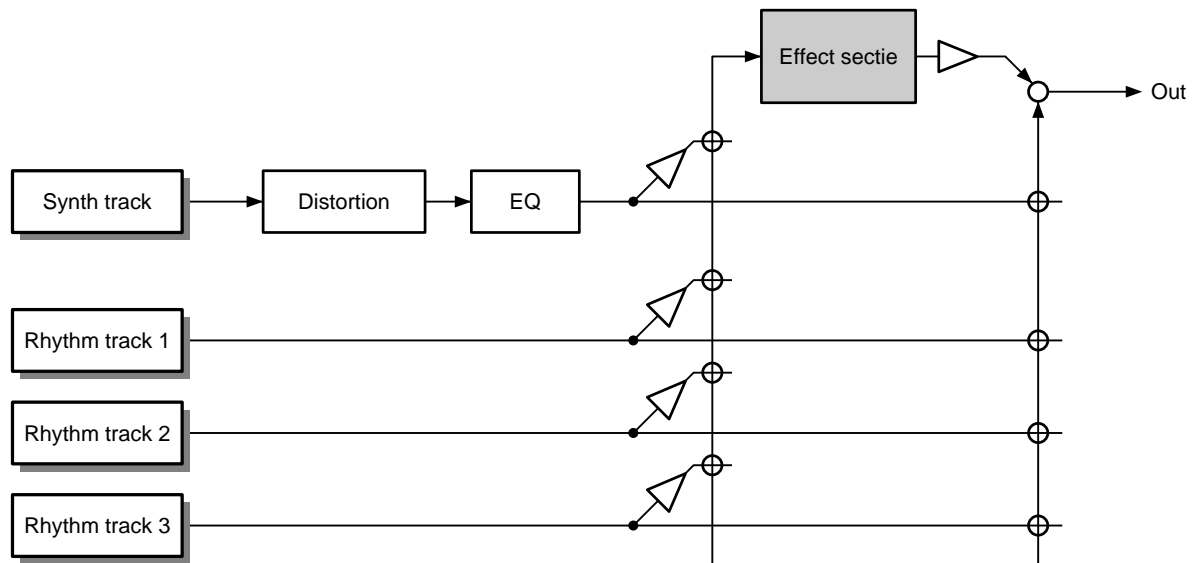 Effect sectie
Out
Synth track
Distortion
EQ
Rhythm track 1
Rhythm track 2
Rhythm track 3